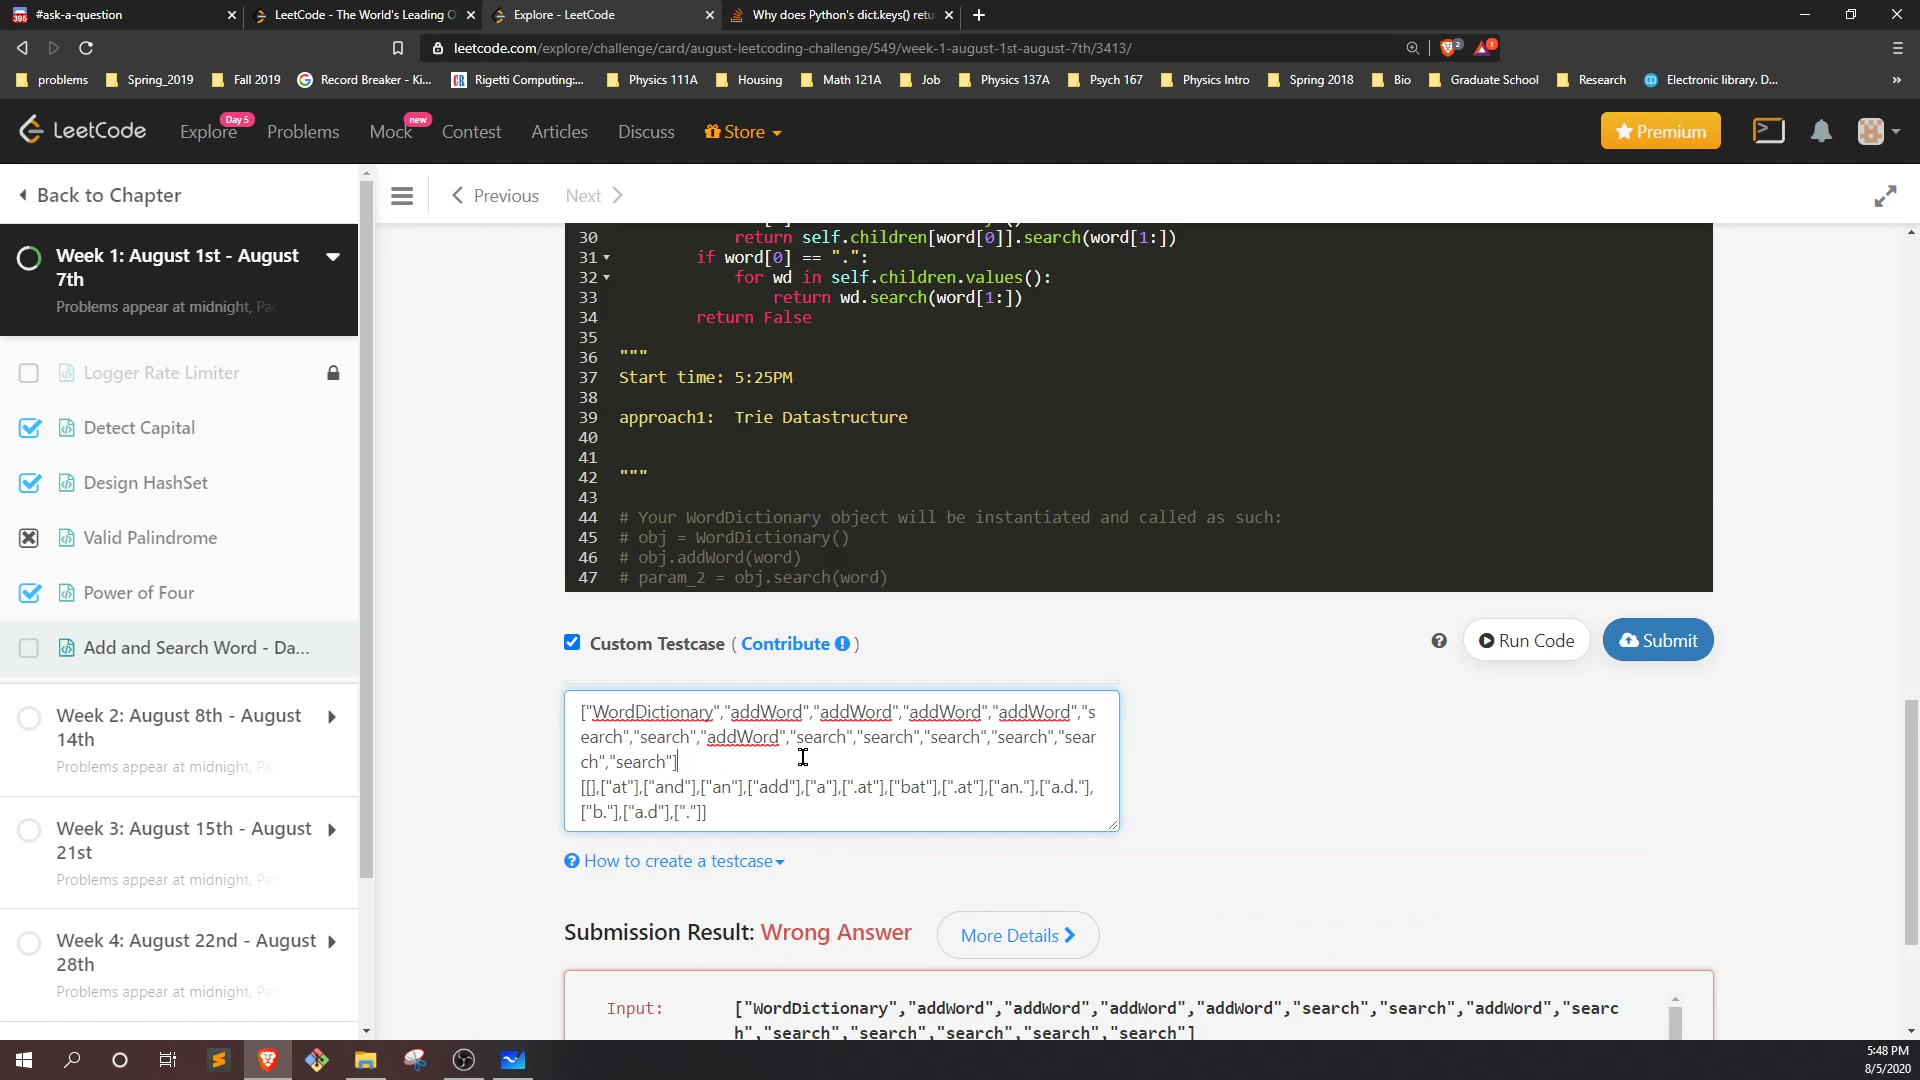 #ask-a-question
LeetCode - The World's Leading O
Explore - LeetCode
Why does Python's dict.keys() retu
leetcode.com/explore/challenge/card/august-leetcoding-challenge/549/week-1-august-1st-august-7th/3413/
problems
Spring_2019
Fall 2019
Record Breaker - Ki...
Rigetti Computing:...
Physics 111A
Housing
Math 121A
Job
Physics 137A
Psych 167
Physics Intro
Spring 2018
Bio
Graduate School
Research
Electronic library. D...
LeetCode
Explore
Day 5
Problems
Mock
new
Contest
Articles
Discuss
Store
Premium
Back to Chapter
Previous
Next
Week 1: August 1st - August
7th
Problems appear at midnight, Pac
Logger Rate Limiter
Detect Capital
Design HashSet
Valid Palindrome
Power of Four
Add and Search Word - Da...
Week 2: August 8th - August
14th
Problems appear at midnight, Pac
Week 3: August 15th - August
21st
Problems appear at midnight, Pac
Week 4: August 22nd - August
28th
Problems appear at midnight, Pac
30 return self.children[word[0]].search(word[1:])
31 if word[0] == ".":
32 for wd in self.children.values():
33 return wd.search(word[1:])
34 return False
35
36 """
37 Start time: 5:25PM
38
39 approach1: Trie Datastructure
40
41
42 """
43
44 # Your WordDictionary object will be instantiated and called as such:
45 # obj = WordDictionary()
46 # obj.addWord(word)
47 # param_2 = obj.search(word)
Custom Testcase ( Contribute )
Run Code
Submit
["WordDictionary","addWord","addWord","addWord","addWord","s
earch","search","addWord","search","search","search","search","sear
ch","search"]
[[],["at"],["and"],["an"],["add"],["a"],[".at"],["bat"],[".at"],["an."],["a.d."],
["b."],["a.d"],["."]]
How to create a testcase
Submission Result: Wrong Answer
More Details
Input: ["WordDictionary","addWord","addWord","addWord","addWord","search","search","addWord","searc
h","search","search","search","search","search"]
5:48 PM
8/5/2020